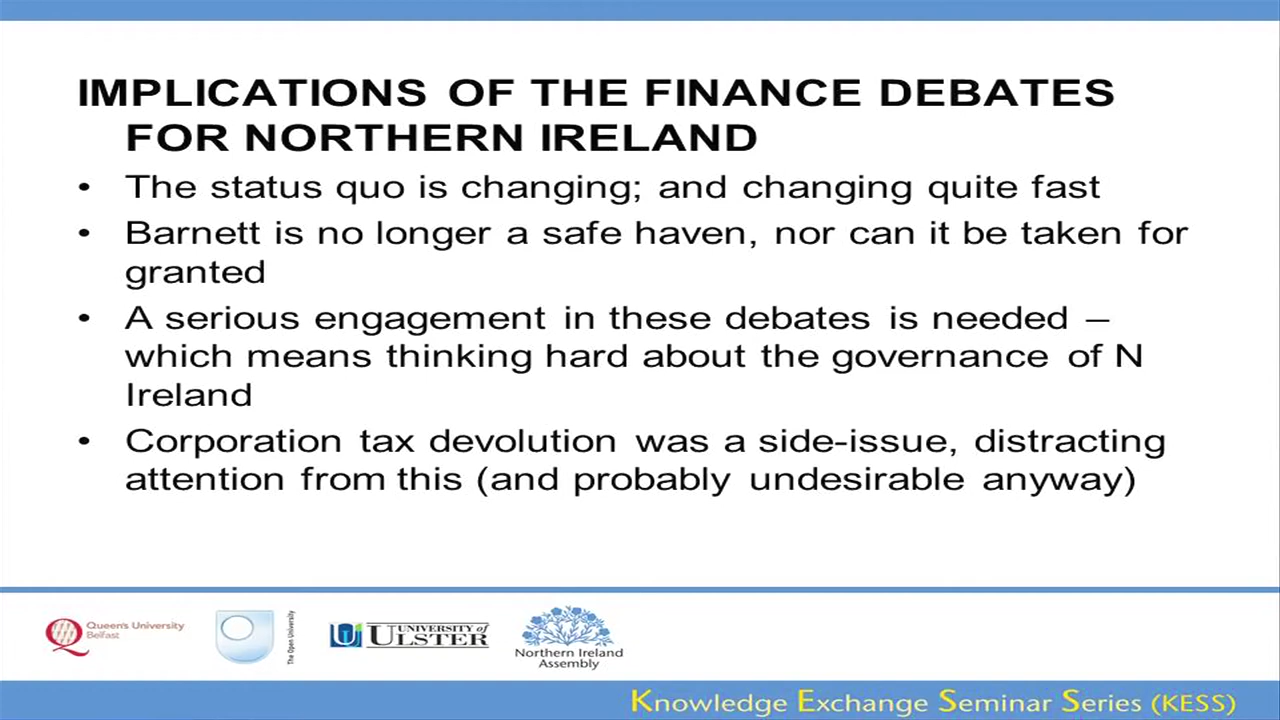 IMPLICATIONS OF THE FINANCE DEBATES
FOR NORTHERN IRELAND
• The status quo is changing; and changing quite fast
• Barnett is no longer a safe haven, nor can it be taken for
granted
• A serious engagement in these debates is needed –
which means thinking hard about the governance of N
Ireland
• Corporation tax devolution was a side-issue, distracting
attention from this (and probably undesirable anyway)
Queen's University
Belfast
The Open University
UNIVERSITY of
ULSTER
Northern Ireland
Assembly
Knowledge Exchange Seminar Series (KESS)